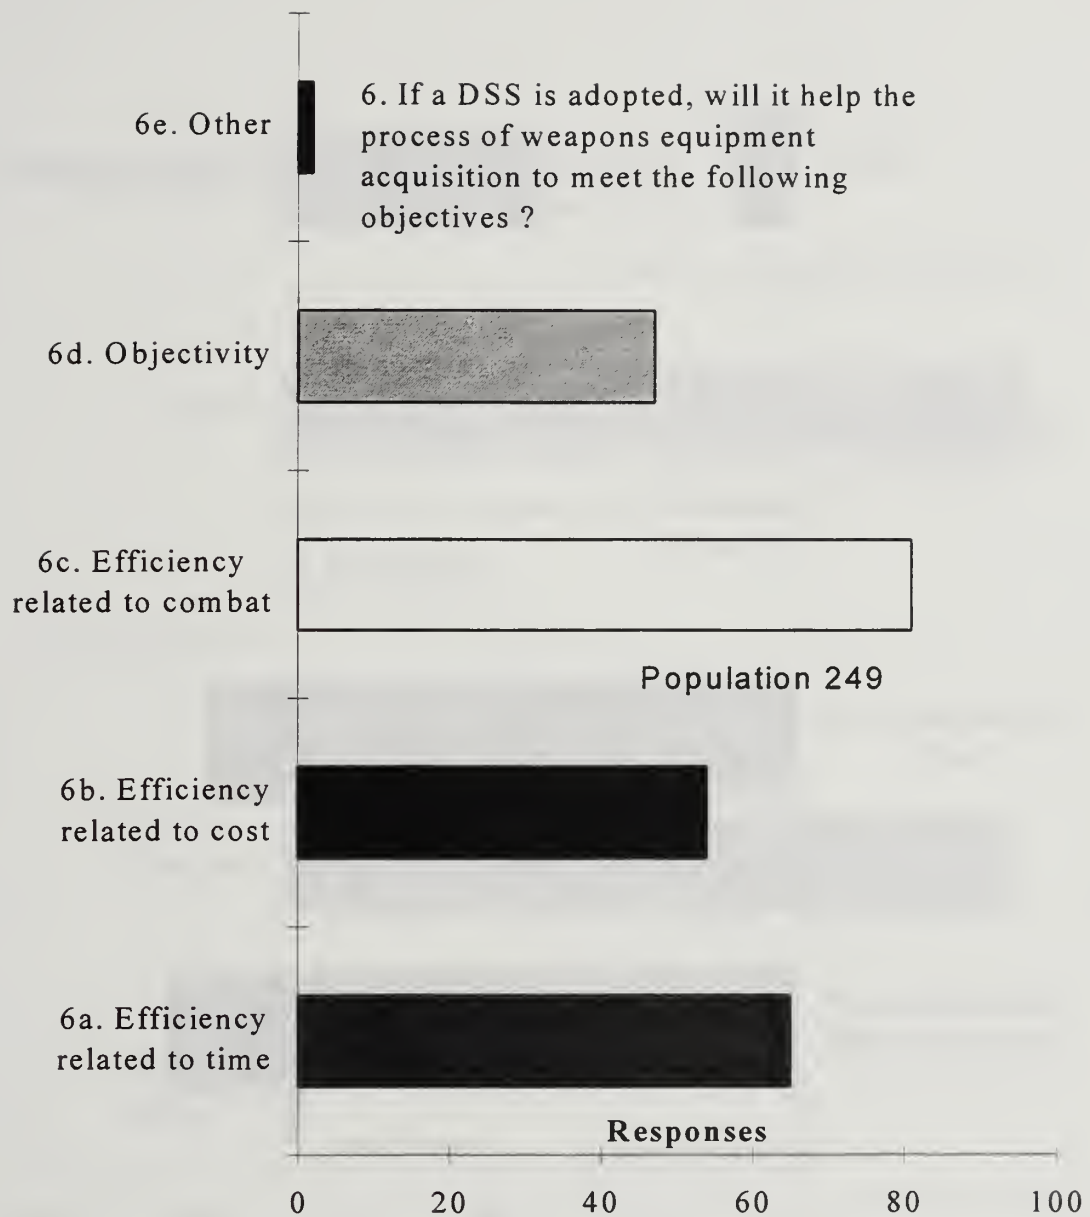 6e. Other
6. If a DSS is adopted, will it help the
process of weapons equipment
acquisition to meet the following
objectives ?
6d. Objectivity
6c. Efficiency
related to combat
Population 249
6b. Efficiency
related to cost
6a. Efficiency
related to time
Responses
0 20 40 60 80 100